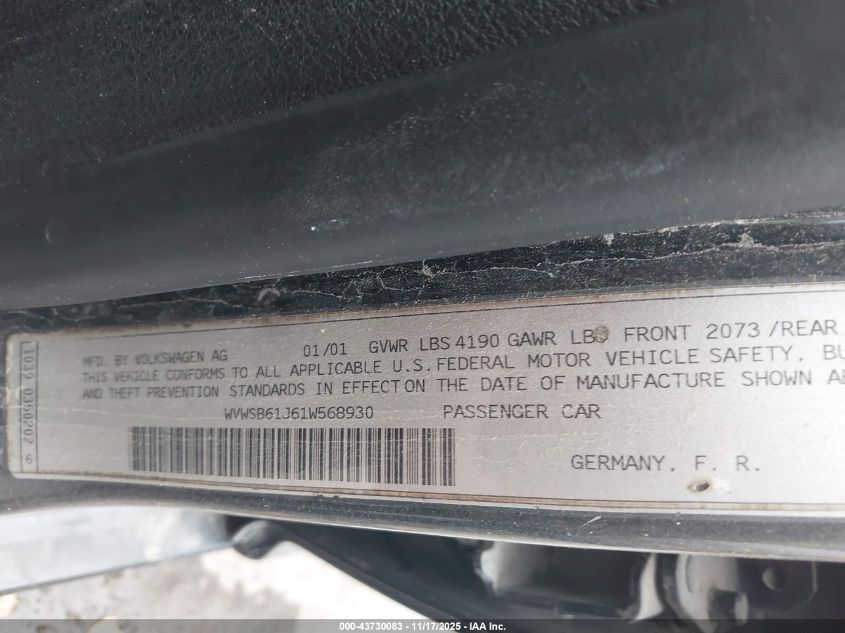 MFD. BY VOLKSWAGEN AG 01/01 GVWR LBS 4190 GAWR LBS FRONT 2073 /REAR
THIS VEHICLE CONFORMS TO ALL APPLICABLE U.S. FEDERAL MOTOR VEHICLE SAFETY, BU
AND THEFT PREVENTION STANDARDS IN EFFECT ON THE DATE OF MANUFACTURE SHOWN AB
WVWSB61J61W568930 PASSENGER CAR
GERMANY, F. R.
1039 0350202 6
000-43730083 - 11/17/2025 - IAA Inc.